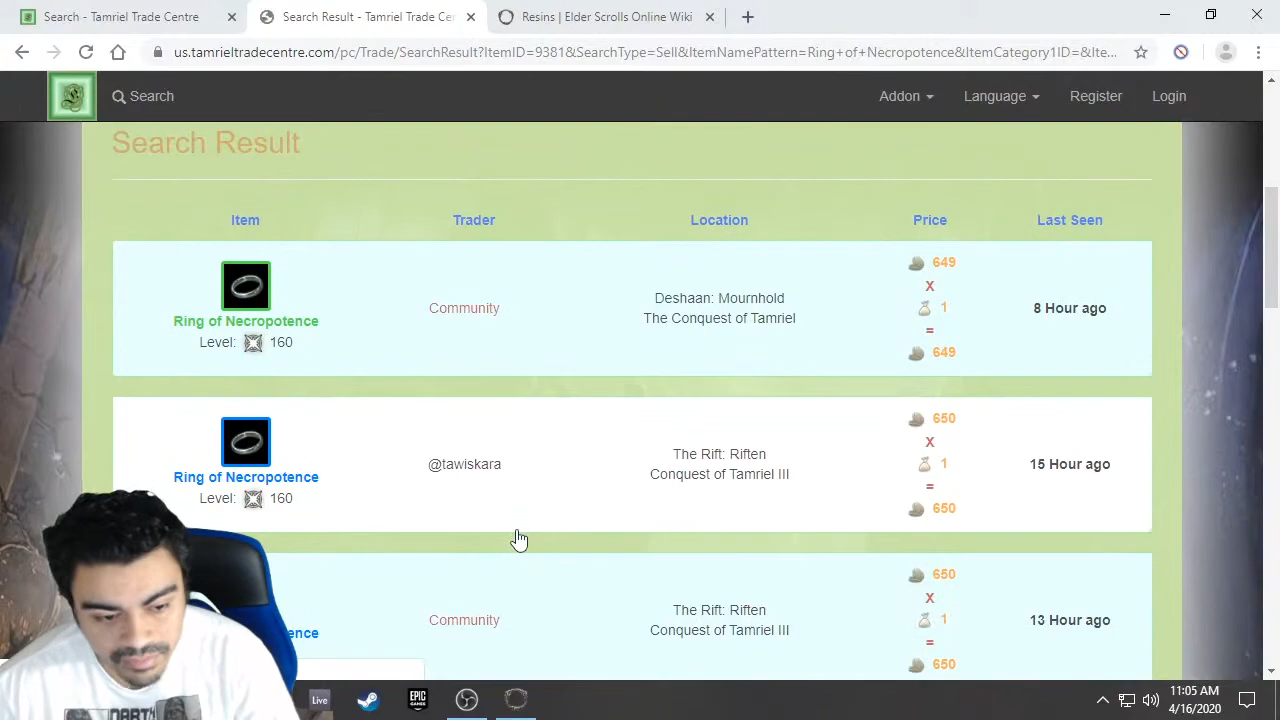 Search - Tamriel Trade Centre
Search Result - Tamriel Trade Ce
Resins | Elder Scrolls Online Wiki
us.tamrieltradecentre.com/pc/Trade/SearchResult?ItemID=9381&SearchType=Sell&ItemNamePattern=Ring+of+Necropotence&ItemCategory1ID=&Ite...
Search
Addon
Language
Register
Login
Search Result
Item Trader Location Price Last Seen
649
X
Ring of Necropotence
Level: 160
Community
Deshaan: Mournhold
The Conquest of Tamriel
1
=
649
8 Hour ago
650
X
Ring of Necropotence
Level: 160
@tawiskara
The Rift: Riften
Conquest of Tamriel III
1
=
650
15 Hour ago
650
X
ence
Community
The Rift: Riften
Conquest of Tamriel III
1
=
650
13 Hour ago
Live
EPIC
GAMES
11:05 AM
4/16/2020
DARTH